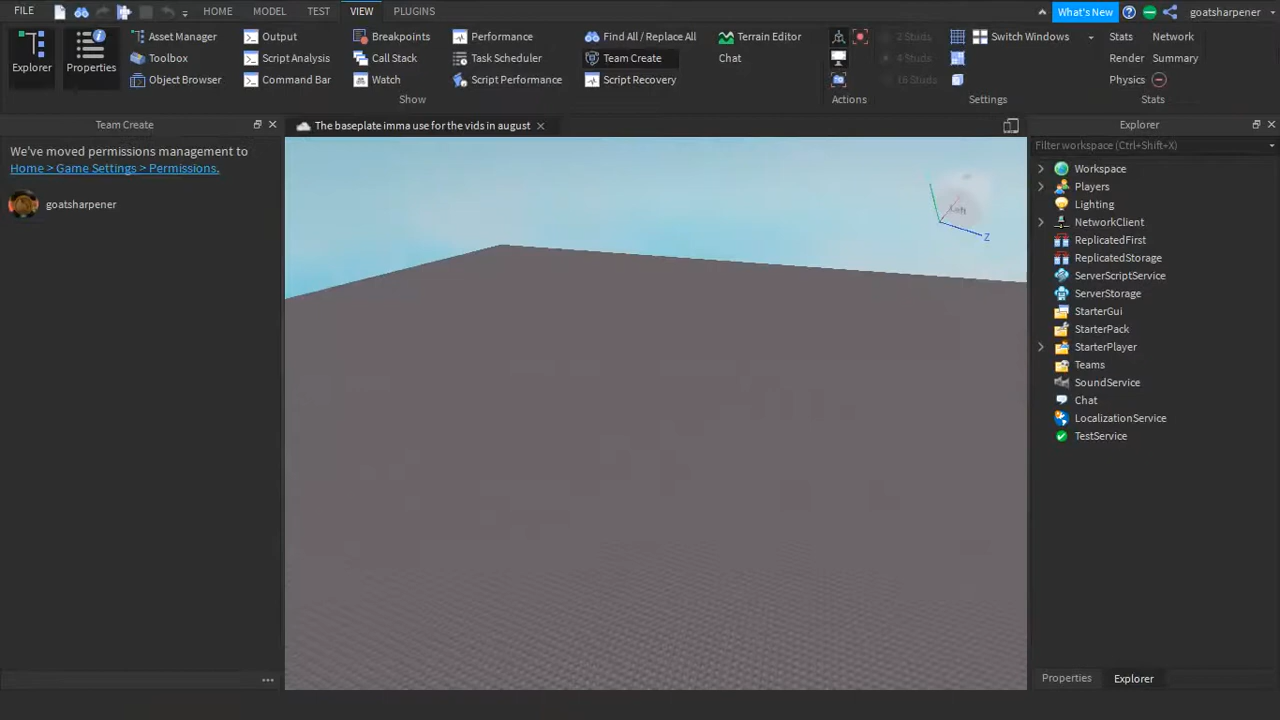 FILE
HOME
MODEL
TEST
VIEW
PLUGINS
What's New
goatsharpener
Explorer
Properties
Asset Manager
Toolbox
Object Browser
Output
Script Analysis
Command Bar
Breakpoints
Call Stack
Watch
Performance
Task Scheduler
Script Performance
Find All / Replace All
Team Create
Script Recovery
Terrain Editor
Chat
Show
2 Studs
4 Studs
16 Studs
Actions
Switch Windows
Settings
Stats
Network
Render
Summary
Physics
Stats
Team Create
The baseplate imma use for the vids in august
Explorer
We've moved permissions management to
Home > Game Settings > Permissions.
goatsharpener
Left
Z
Filter workspace (Ctrl+Shift+X)
Workspace
Players
Lighting
NetworkClient
ReplicatedFirst
ReplicatedStorage
ServerScriptService
ServerStorage
StarterGui
StarterPack
StarterPlayer
Teams
SoundService
Chat
LocalizationService
TestService
Properties
Explorer